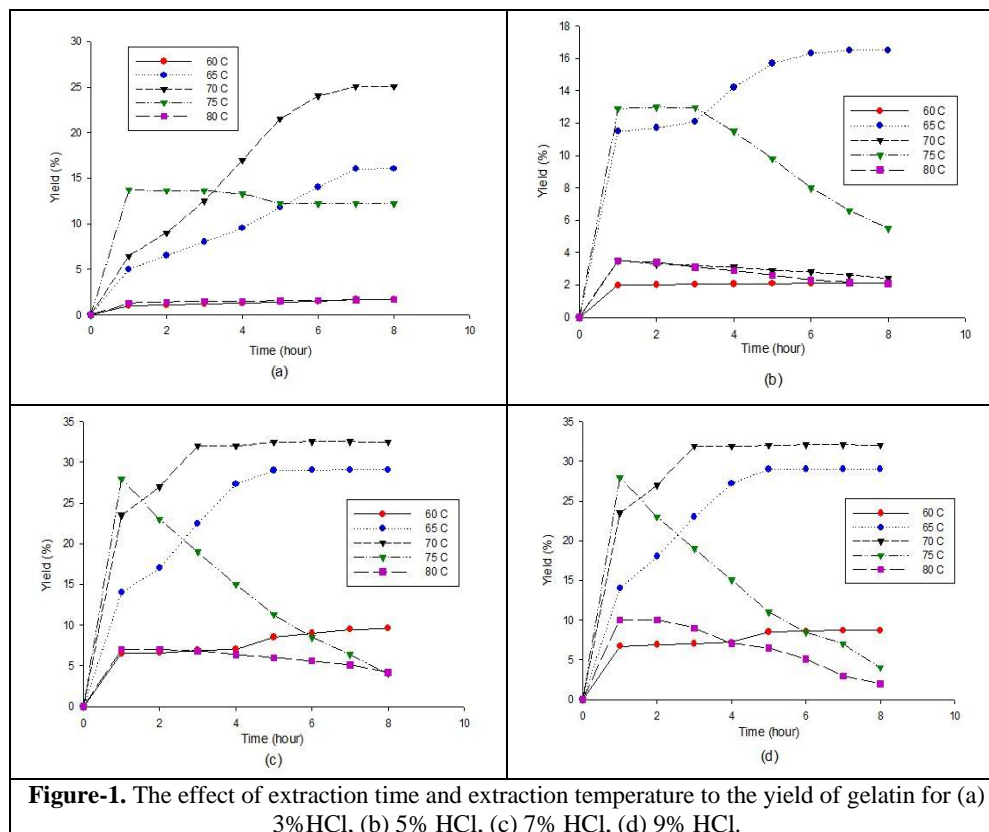 30
25
20
15
10
5
0
Yield (%)
60 C
65 C
70 C
75 C
80 C
0 2 4 6 8 10
Time (hour)
(a)
18
16
14
12
10
8
6
4
2
0
Yield (%)
60 C
65 C
70 C
75 C
80 C
0 2 4 6 8 10
Time (hour)
(b)
35
30
25
20
15
10
5
0
Yield (%)
60 C
65 C
70 C
75 C
80 C
0 2 4 6 8 10
Time (hour)
(c)
35
30
25
20
15
10
5
0
Yield (%)
60 C
65 C
70 C
75 C
80 C
0 2 4 6 8 10
Time (hour)
(d)
Figure-1. The effect of extraction time and extraction temperature to the yield of gelatin for (a)
3%HCl, (b) 5% HCl, (c) 7% HCl, (d) 9% HCl.